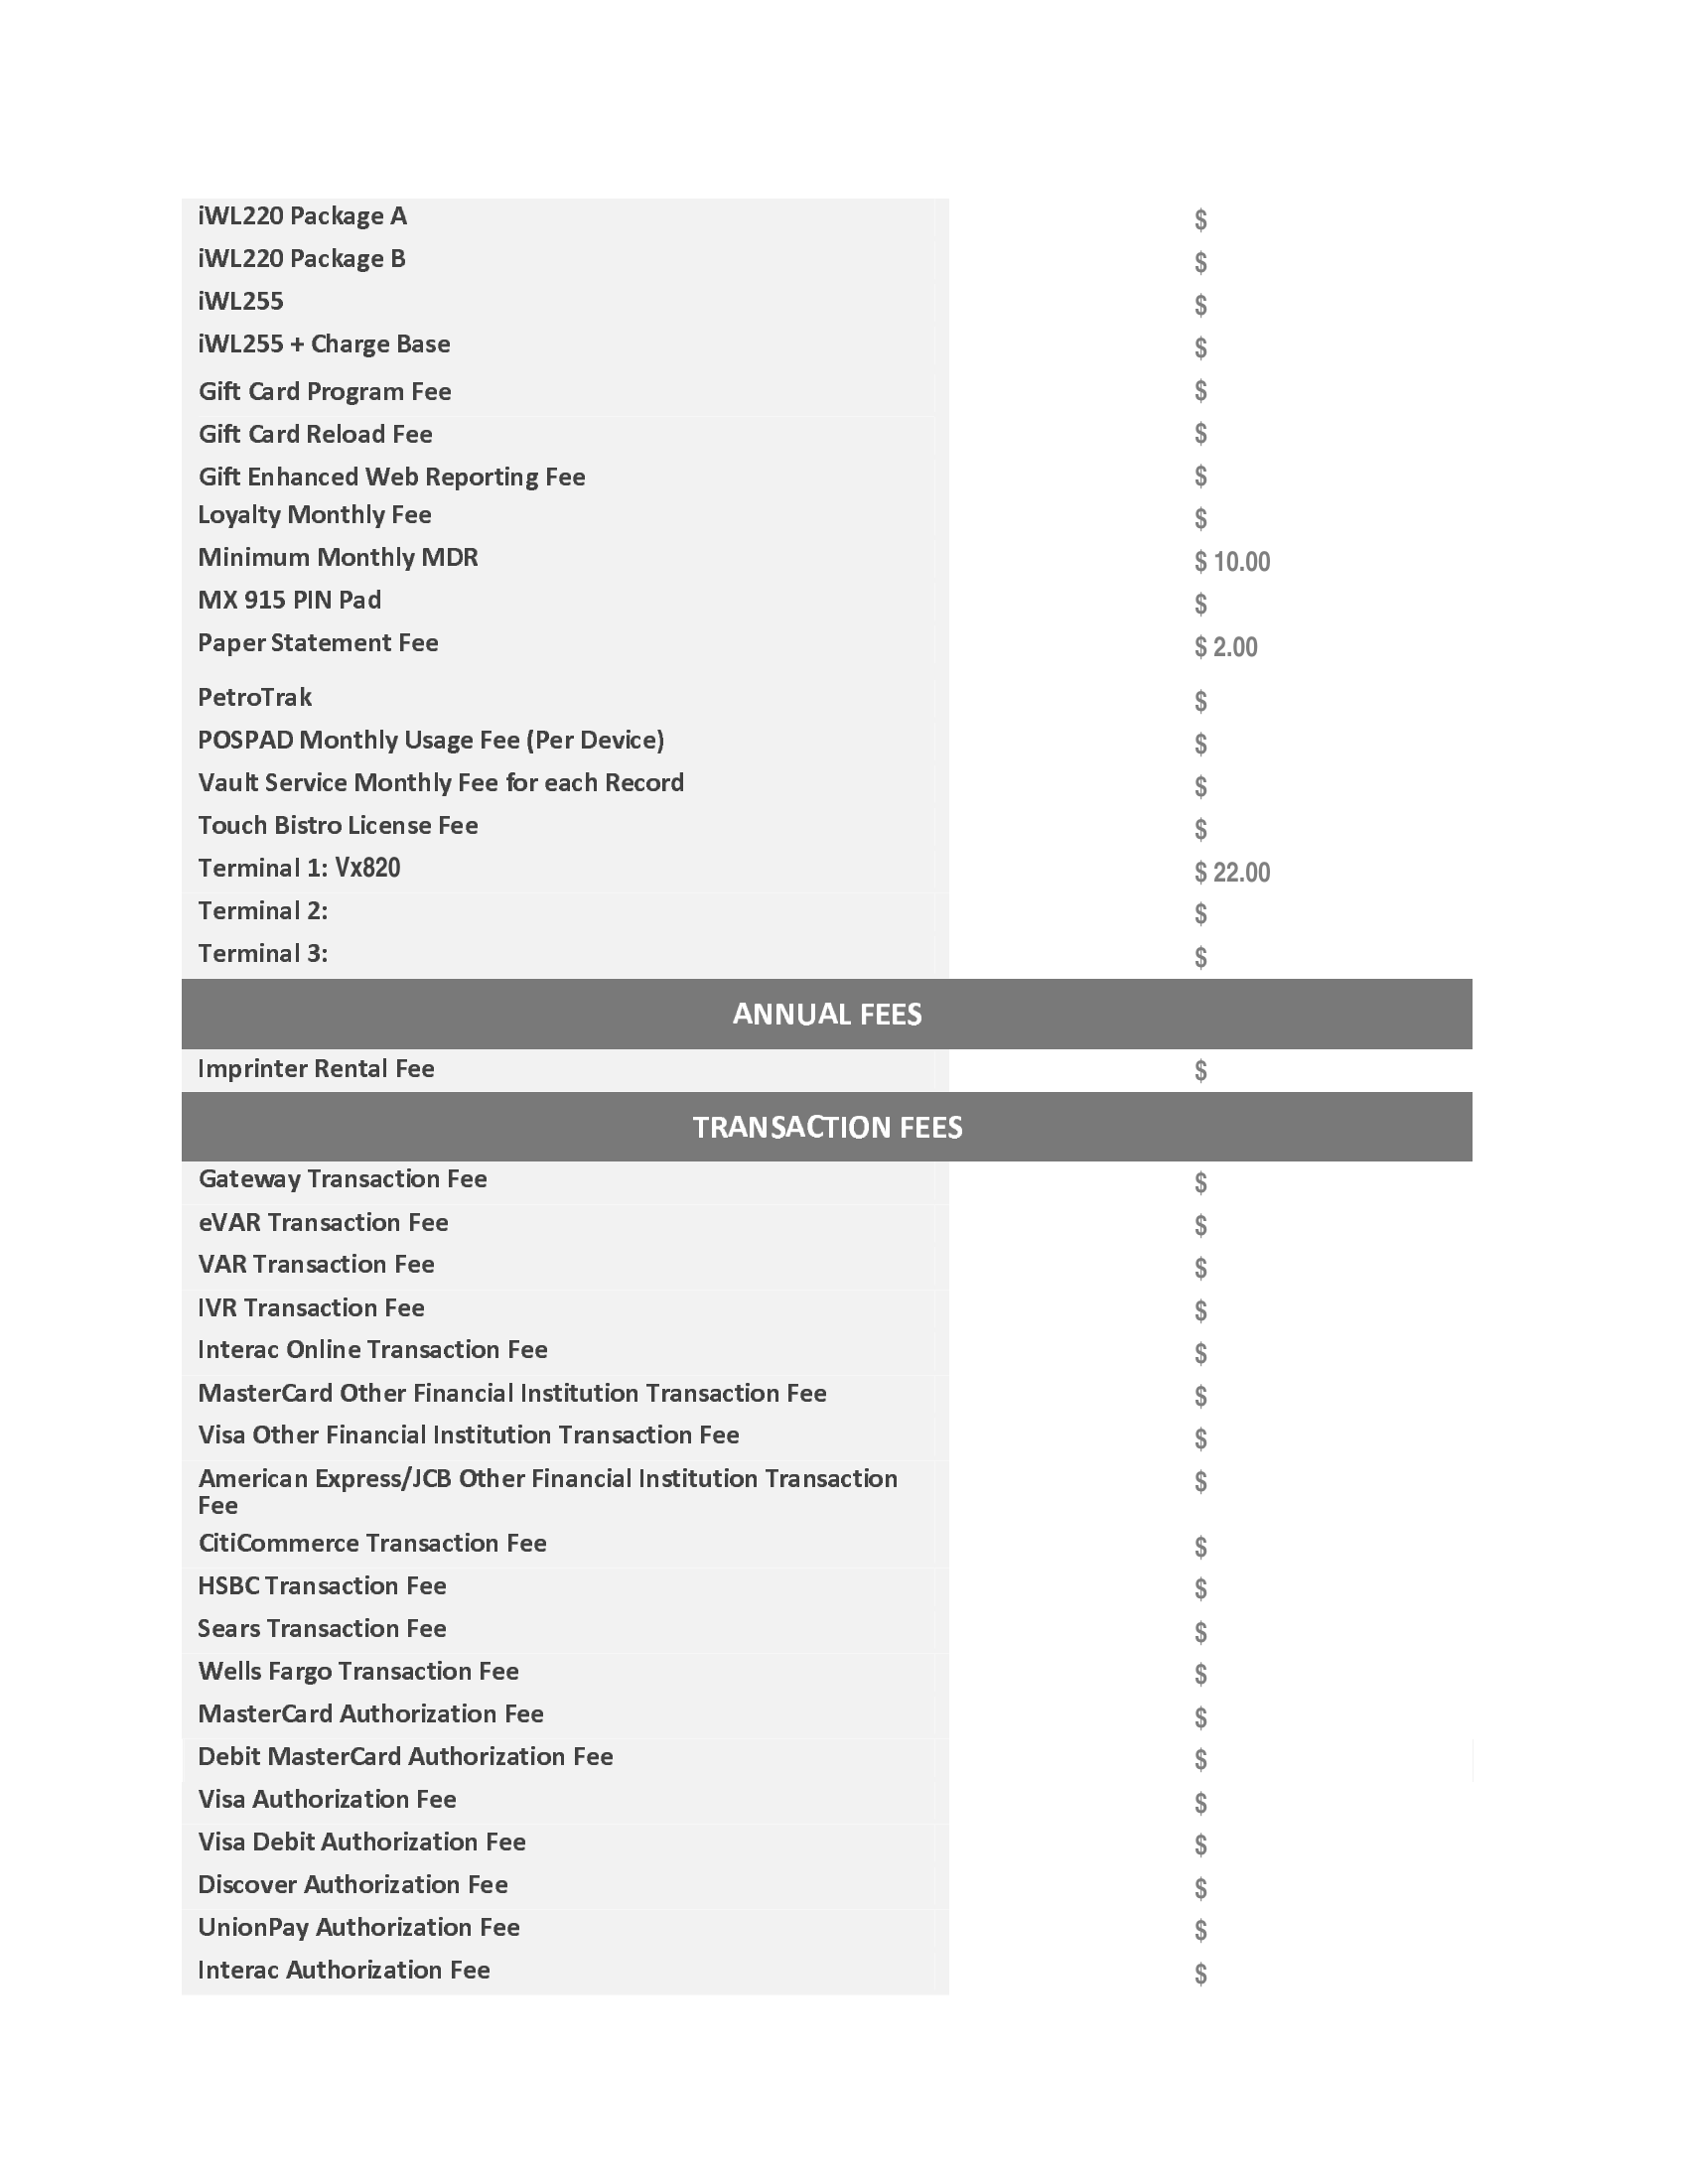 iWL220 Package A $
iWL220 Package B $
iWL255 $
iWL255 + Charge Base $
Gift Card Program Fee $
Gift Card Reload Fee $
Gift Enhanced Web Reporting Fee $
Loyalty Monthly Fee $
Minimum Monthly MDR $ 10.00
MX 915 PIN Pad $
Paper Statement Fee $ 2.00
PetroTrak $
POSPAD Monthly Usage Fee (Per Device) $
Vault Service Monthly Fee for each Record $
Touch Bistro License Fee $
Terminal 1: Vx820 $ 22.00
Terminal 2: $
Terminal 3: $
ANNUAL FEES
Imprinter Rental Fee $
TRANSACTION FEES
Gateway Transaction Fee $
eVAR Transaction Fee $
VAR Transaction Fee $
IVR Transaction Fee $
Interac Online Transaction Fee $
MasterCard Other Financial Institution Transaction Fee $
Visa Other Financial Institution Transaction Fee $
American Express/JCB Other Financial Institution Transaction $
Fee
CitiCommerce Transaction Fee $
HSBC Transaction Fee $
Sears Transaction Fee $
Wells Fargo Transaction Fee $
MasterCard Authorization Fee $
Debit MasterCard Authorization Fee $
Visa Authorization Fee $
Visa Debit Authorization Fee $
Discover Authorization Fee $
UnionPay Authorization Fee $
Interac Authorization Fee $